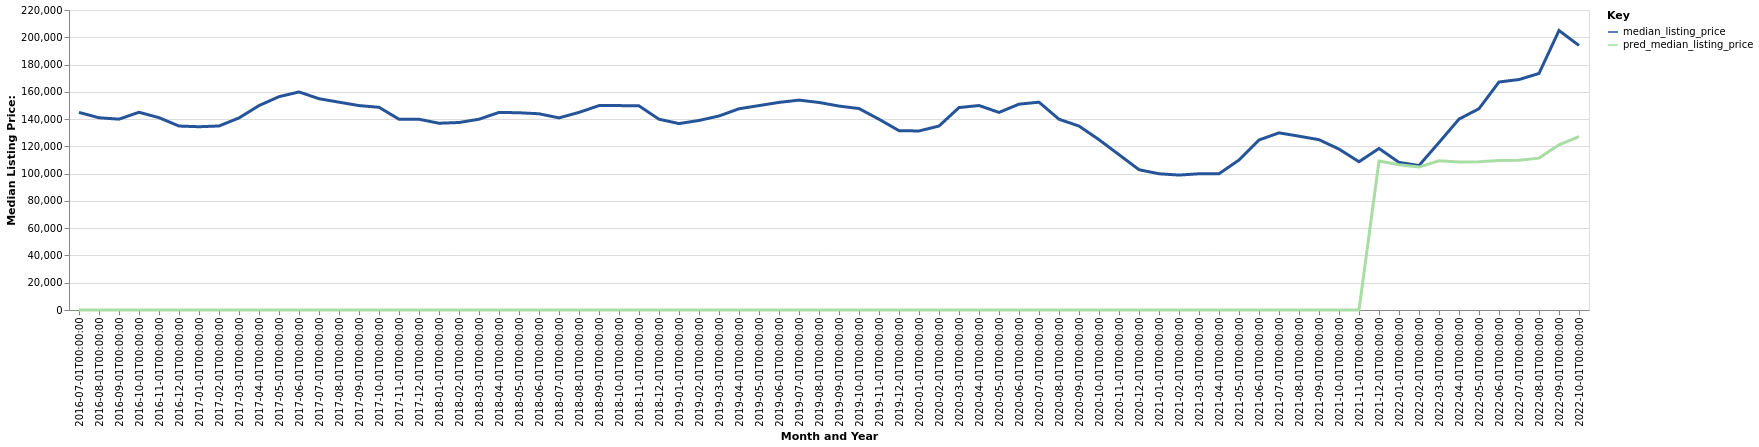 220,000
200,000
180,000
160,000
140,000
120,000
100,000
80,000
60,000
40,000
20,000
0
Median Listing Price:
2016-07-01T00:00:00
2016-08-01T00:00:00
2016-09-01T00:00:00
2016-10-01T00:00:00
2016-11-01T00:00:00
2016-12-01T00:00:00
2017-01-01T00:00:00
2017-02-01T00:00:00
2017-03-01T00:00:00
2017-04-01T00:00:00
2017-05-01T00:00:00
2017-06-01T00:00:00
2017-07-01T00:00:00
2017-08-01T00:00:00
2017-09-01T00:00:00
2017-10-01T00:00:00
2017-11-01T00:00:00
2017-12-01T00:00:00
2018-01-01T00:00:00
2018-02-01T00:00:00
2018-03-01T00:00:00
2018-04-01T00:00:00
2018-05-01T00:00:00
2018-06-01T00:00:00
2018-07-01T00:00:00
2018-08-01T00:00:00
2018-09-01T00:00:00
2018-10-01T00:00:00
2018-11-01T00:00:00
2018-12-01T00:00:00
2019-01-01T00:00:00
2019-02-01T00:00:00
2019-03-01T00:00:00
2019-04-01T00:00:00
2019-05-01T00:00:00
2019-06-01T00:00:00
2019-07-01T00:00:00
2019-08-01T00:00:00
2019-09-01T00:00:00
2019-10-01T00:00:00
2019-11-01T00:00:00
2019-12-01T00:00:00
2020-01-01T00:00:00
2020-02-01T00:00:00
2020-03-01T00:00:00
2020-04-01T00:00:00
2020-05-01T00:00:00
2020-06-01T00:00:00
2020-07-01T00:00:00
2020-08-01T00:00:00
2020-09-01T00:00:00
2020-10-01T00:00:00
2020-11-01T00:00:00
2020-12-01T00:00:00
2021-01-01T00:00:00
2021-02-01T00:00:00
2021-03-01T00:00:00
2021-04-01T00:00:00
2021-05-01T00:00:00
2021-06-01T00:00:00
2021-07-01T00:00:00
2021-08-01T00:00:00
2021-09-01T00:00:00
2021-10-01T00:00:00
2021-11-01T00:00:00
2021-12-01T00:00:00
2022-01-01T00:00:00
2022-02-01T00:00:00
2022-03-01T00:00:00
2022-04-01T00:00:00
2022-05-01T00:00:00
2022-06-01T00:00:00
2022-07-01T00:00:00
2022-08-01T00:00:00
2022-09-01T00:00:00
2022-10-01T00:00:00
Month and Year
Key
median_listing_price
pred_median_listing_price